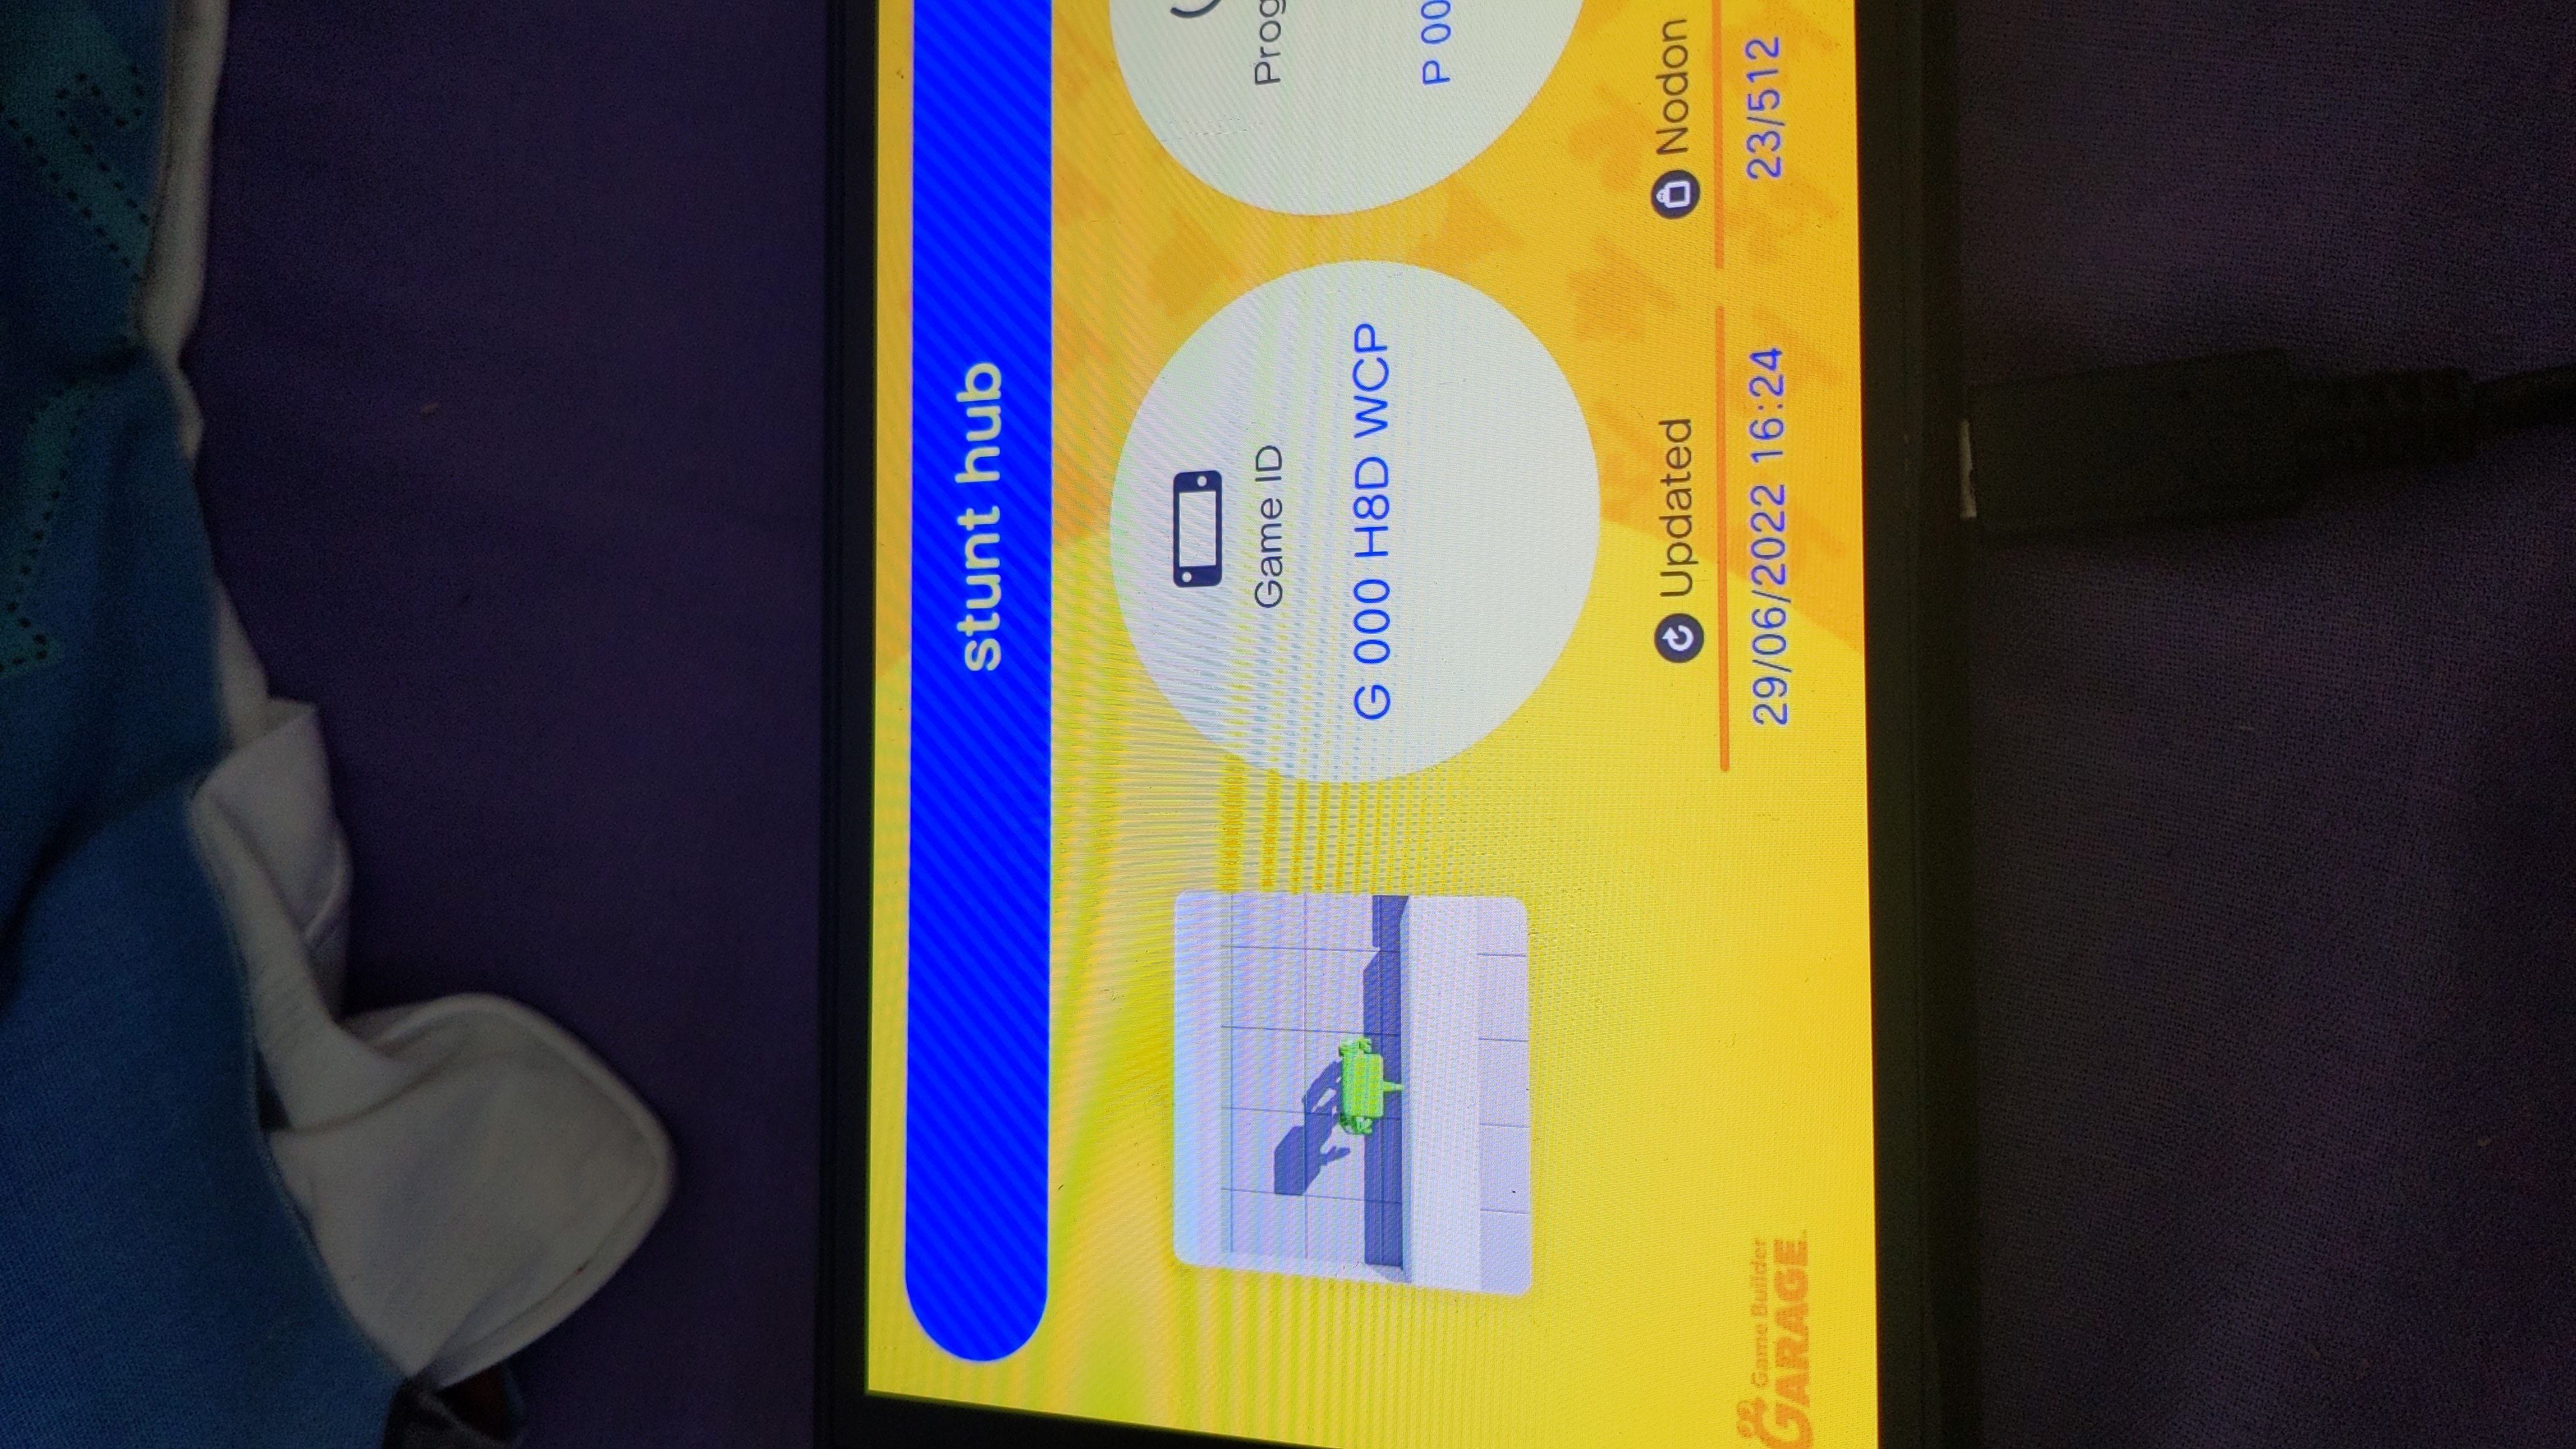 stunt hub
Game ID
G 000 H8D WCP
Prog
P 00
Updated
Nodon
29/06/2022 16:24
23/512
Game Builder
GARAGE